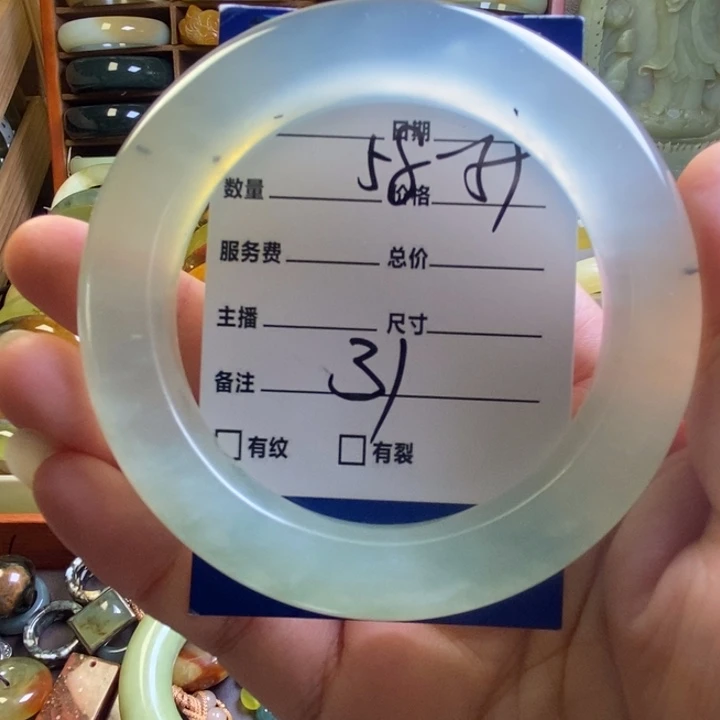 日期
58
数量 价格
服务费 总价
主播 尺寸
31
备注
有纹 有裂